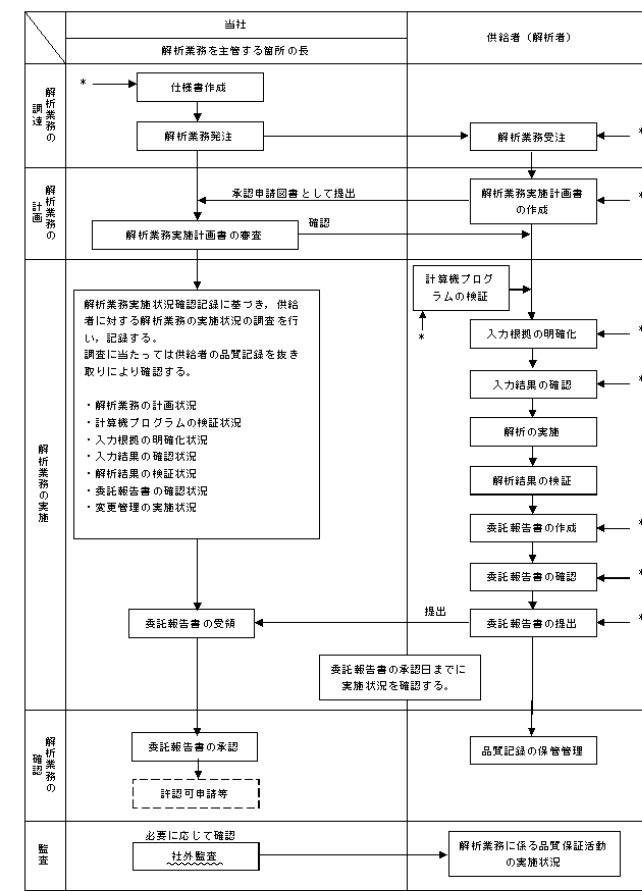 当社
供給者（解析者）
解析業務を主管する箇所の長
解析業務の
調達
*
仕様書作成
解析業務発注
解析業務受注
*
解析業務の
計画
承認申請図書として提出
解析業務実施計画書
の作成
*
解析業務実施計画書の審査
確認
解析業務の実施
計算機プログ
ラムの検証
*
解析業務実施状況確認記録に基づき，供給
者に対する解析業務の実施状況の調査を行
い，記録する。
調査に当たっては供給者の品質記録を抜き
取りにより確認する。
・解析業務の計画状況
・計算機プログラムの検証状況
・入力根拠の明確化状況
・入力結果の確認状況
・解析結果の検証状況
・委託報告書の確認状況
・変更管理の実施状況
入力根拠の明確化
*
入力結果の確認
*
解析の実施
解析結果の検証
委託報告書の作成
*
委託報告書の確認
*
委託報告書の受領
提出
委託報告書の提出
*
委託報告書の承認日までに
実施状況を確認する。
解析業務の
確認
委託報告書の承認
品質記録の保管管理
許認可申請等
監査
必要に応じて確認
社外監査
解析業務に係る品質保証活動
の実施状況